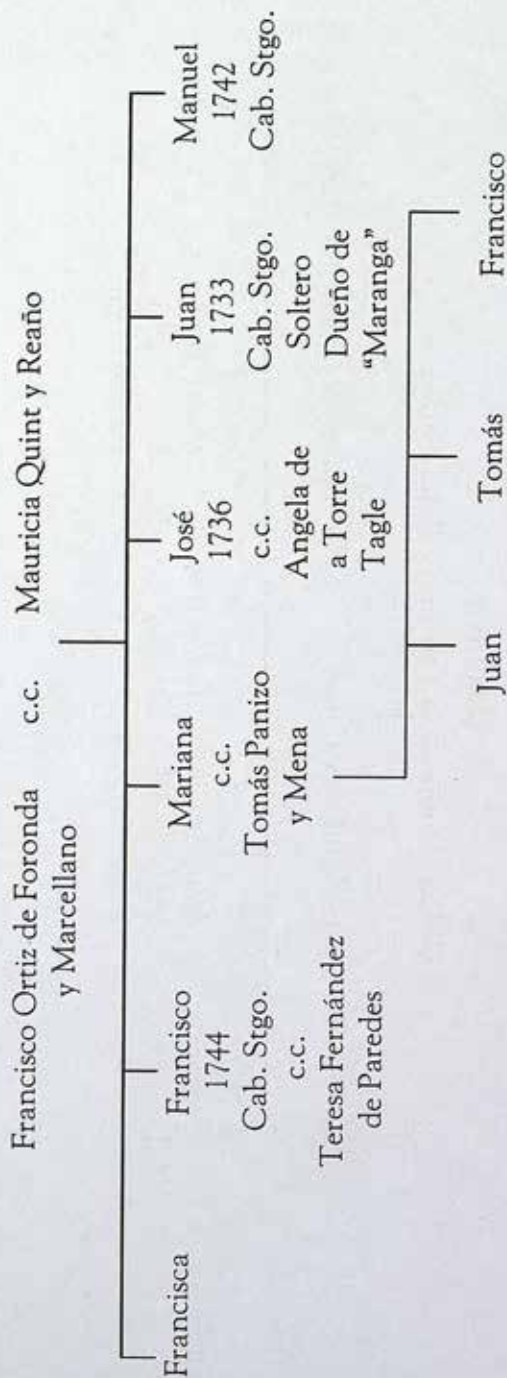 Francisco Ortiz de Foronda c.c. Mauricia Quint y Reaño
y Marcellano
Francisca
Francisco
1744
Cab. Stgo.
c.c.
Teresa Fernández
de Paredes
Mariana
c.c.
Tomás Panizo
y Mena
José
1736
c.c.
Angela de
a Torre
Tagle
Juan
1733
Cab. Stgo.
Soltero
Dueño de
“Maranga”
Manuel
1742
Cab. Stgo.
Juan
Tomás
Francisco